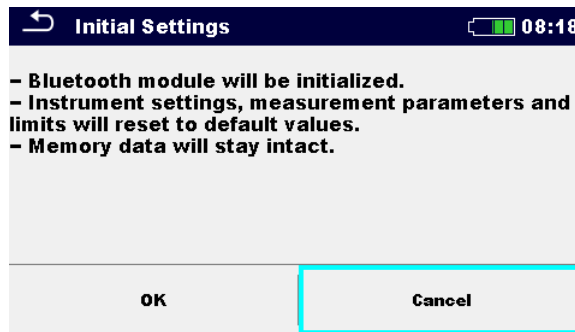 Initial Settings 08:18
– Bluetooth module will be initialized.
– Instrument settings, measurement parameters and
limits will reset to default values.
– Memory data will stay intact.
OK Cancel